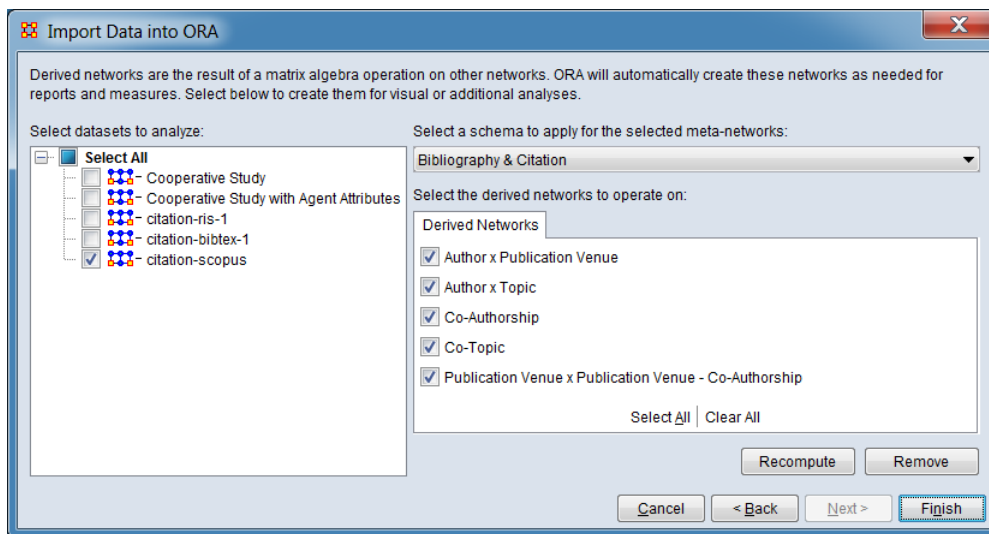 Import Data into ORA
Derived networks are the result of a matrix algebra operation on other networks. ORA will automatically create these networks as needed for
reports and measures. Select below to create them for visual or additional analyses.
Select datasets to analyze:
Select All
Cooperative Study
Cooperative Study with Agent Attributes
citation-ris-1
citation-bibtex-1
citation-scopus
Select a schema to apply for the selected meta-networks:
Bibliography & Citation
Select the derived networks to operate on:
Derived Networks
Author x Publication Venue
Author x Topic
Co-Authorship
Co-Topic
Publication Venue x Publication Venue - Co-Authorship
Select All | Clear All
Recompute Remove
Cancel < Back Next > Finish